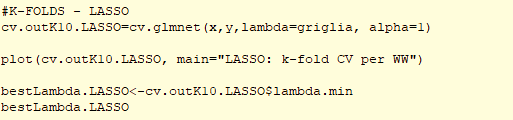 #K-FOLDS - LASSO
cv.outK10.LASSO=cv.glmnet(x,y,lambda=griglia, alpha=1)
plot(cv.outK10.LASSO, main="LASSO: k-fold CV per WW")
bestLambda.LASSO<-cv.outK10.LASSO$lambda.min
bestLambda.LASSO